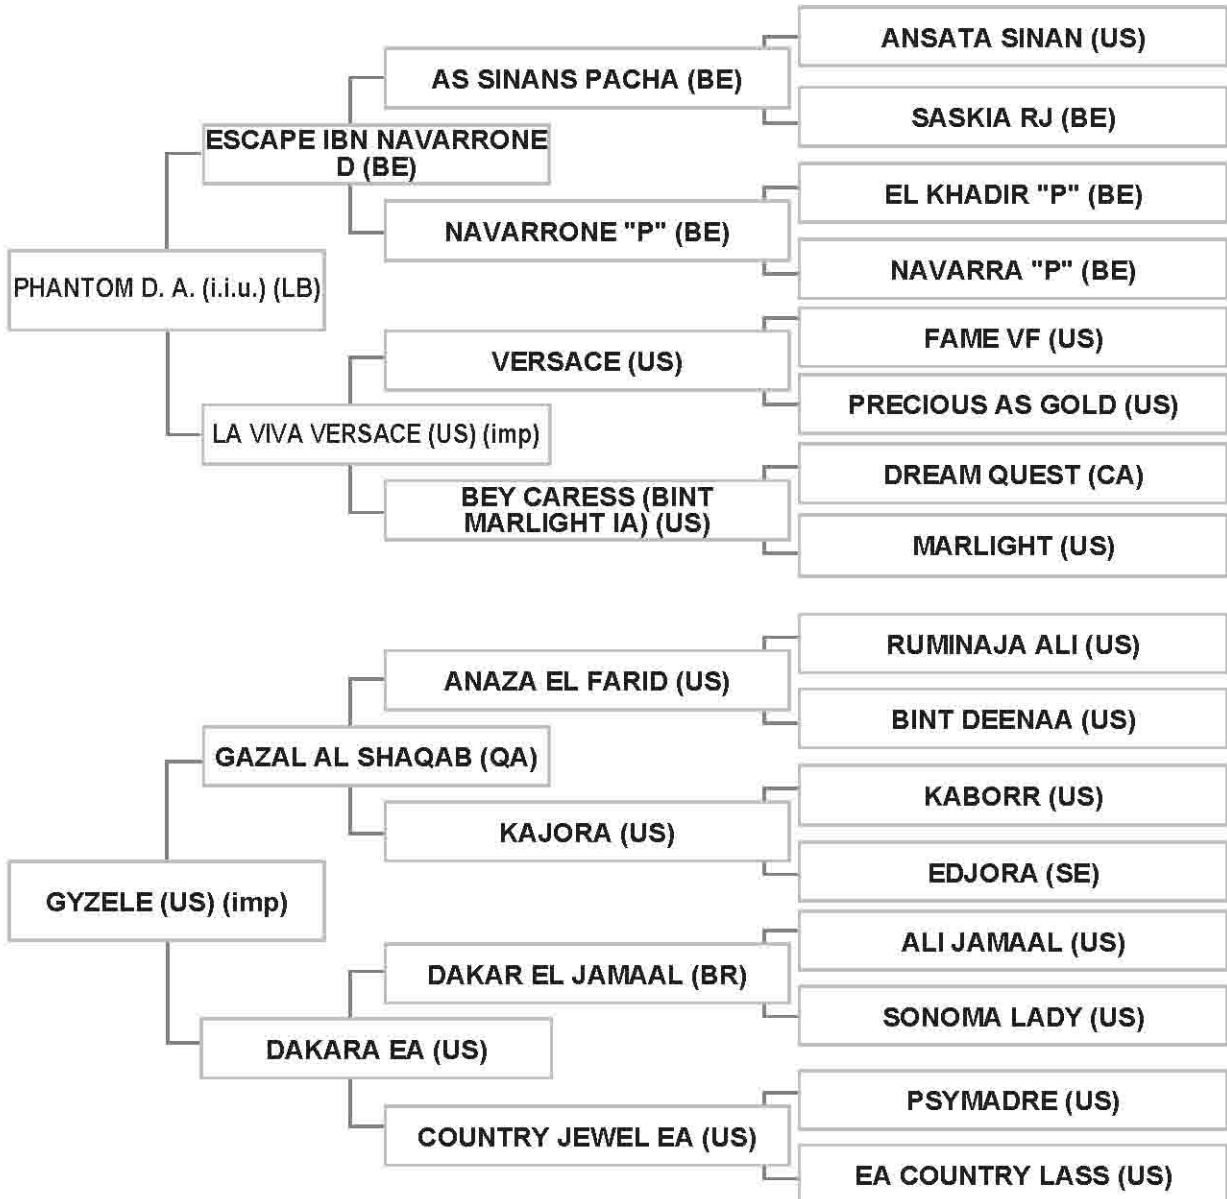 ANSATA SINAN (US)
AS SINANS PACHA (BE)
SASKIA RJ (BE)
ESCAPE IBN NAVARRONE
D (BE)
EL KHADIR "P" (BE)
NAVARRONE "P" (BE)
NAVARRA "P" (BE)
PHANTOM D. A. (i.i.u.) (LB)
FAME VF (US)
VERSACE (US)
PRECIOUS AS GOLD (US)
LA VIVA VERSACE (US) (imp)
DREAM QUEST (CA)
BEY CARESS (BINT
MARLIGHT IA) (US)
MARLIGHT (US)
RUMINAJA ALI (US)
ANAZA EL FARID (US)
BINT DEENAA (US)
GAZAL AL SHAQAB (QA)
KABORR (US)
KAJORA (US)
EDJORA (SE)
GYZELE (US) (imp)
ALI JAMAAL (US)
DAKAR EL JAMAAL (BR)
SONOMA LADY (US)
DAKARA EA (US)
PSYMADRE (US)
COUNTRY JEWEL EA (US)
EA COUNTRY LASS (US)